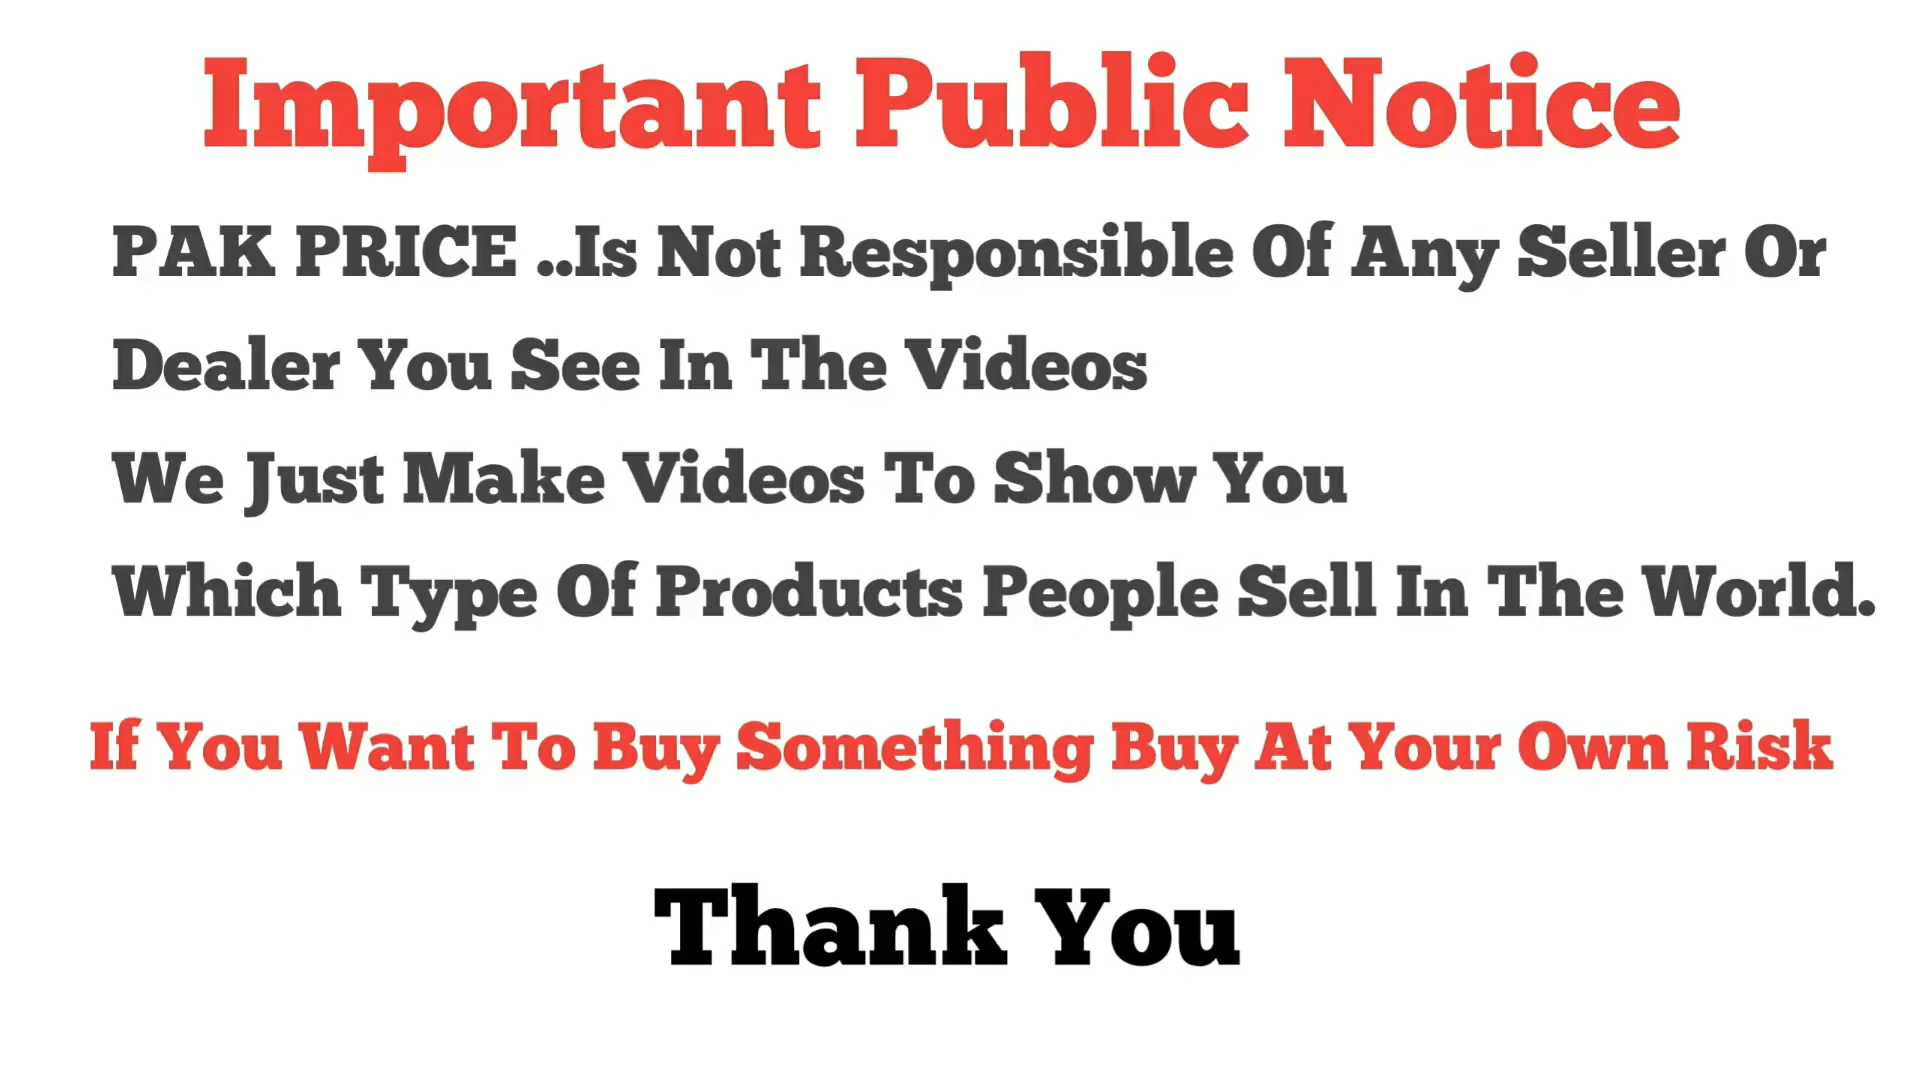 Important Public Notice
PAK PRICE ..Is Not Responsible Of Any Seller Or
Dealer You See In The Videos
We Just Make Videos To Show You
Which Type Of Products People Sell In The World.
If You Want To Buy Something Buy At Your Own Risk
Thank You